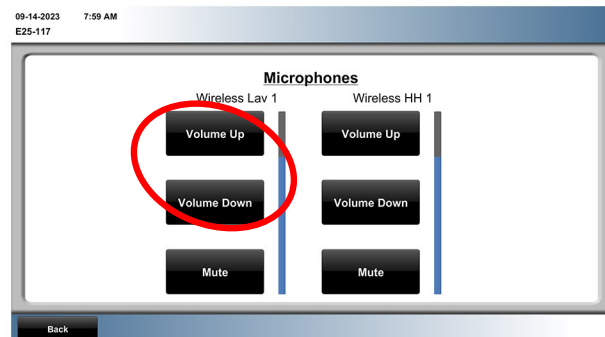 09-14-2023 7:59 AM
E25-117
Microphones
Wireless Lav 1 Wireless HH 1
Volume Up Volume Up
Volume Down Volume Down
Mute Mute
Back